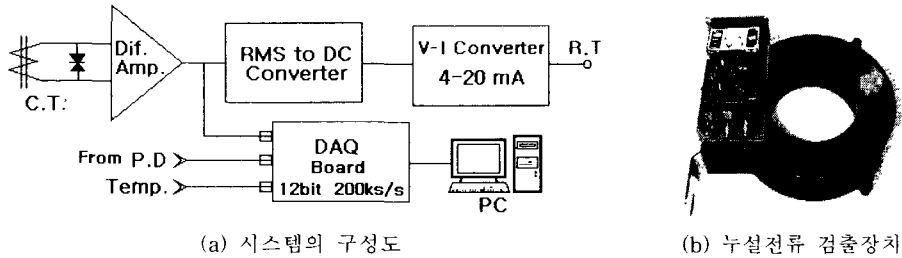 Dif.
Amp.
C.T.
RMS to DC
Converter
V-I Converter
4-20 mA
R.T
From P.D
Temp.
DAQ
Board
12bit 200ks/s
PC
(a) 시스템의 구성도
(b) 누설전류 검출장치